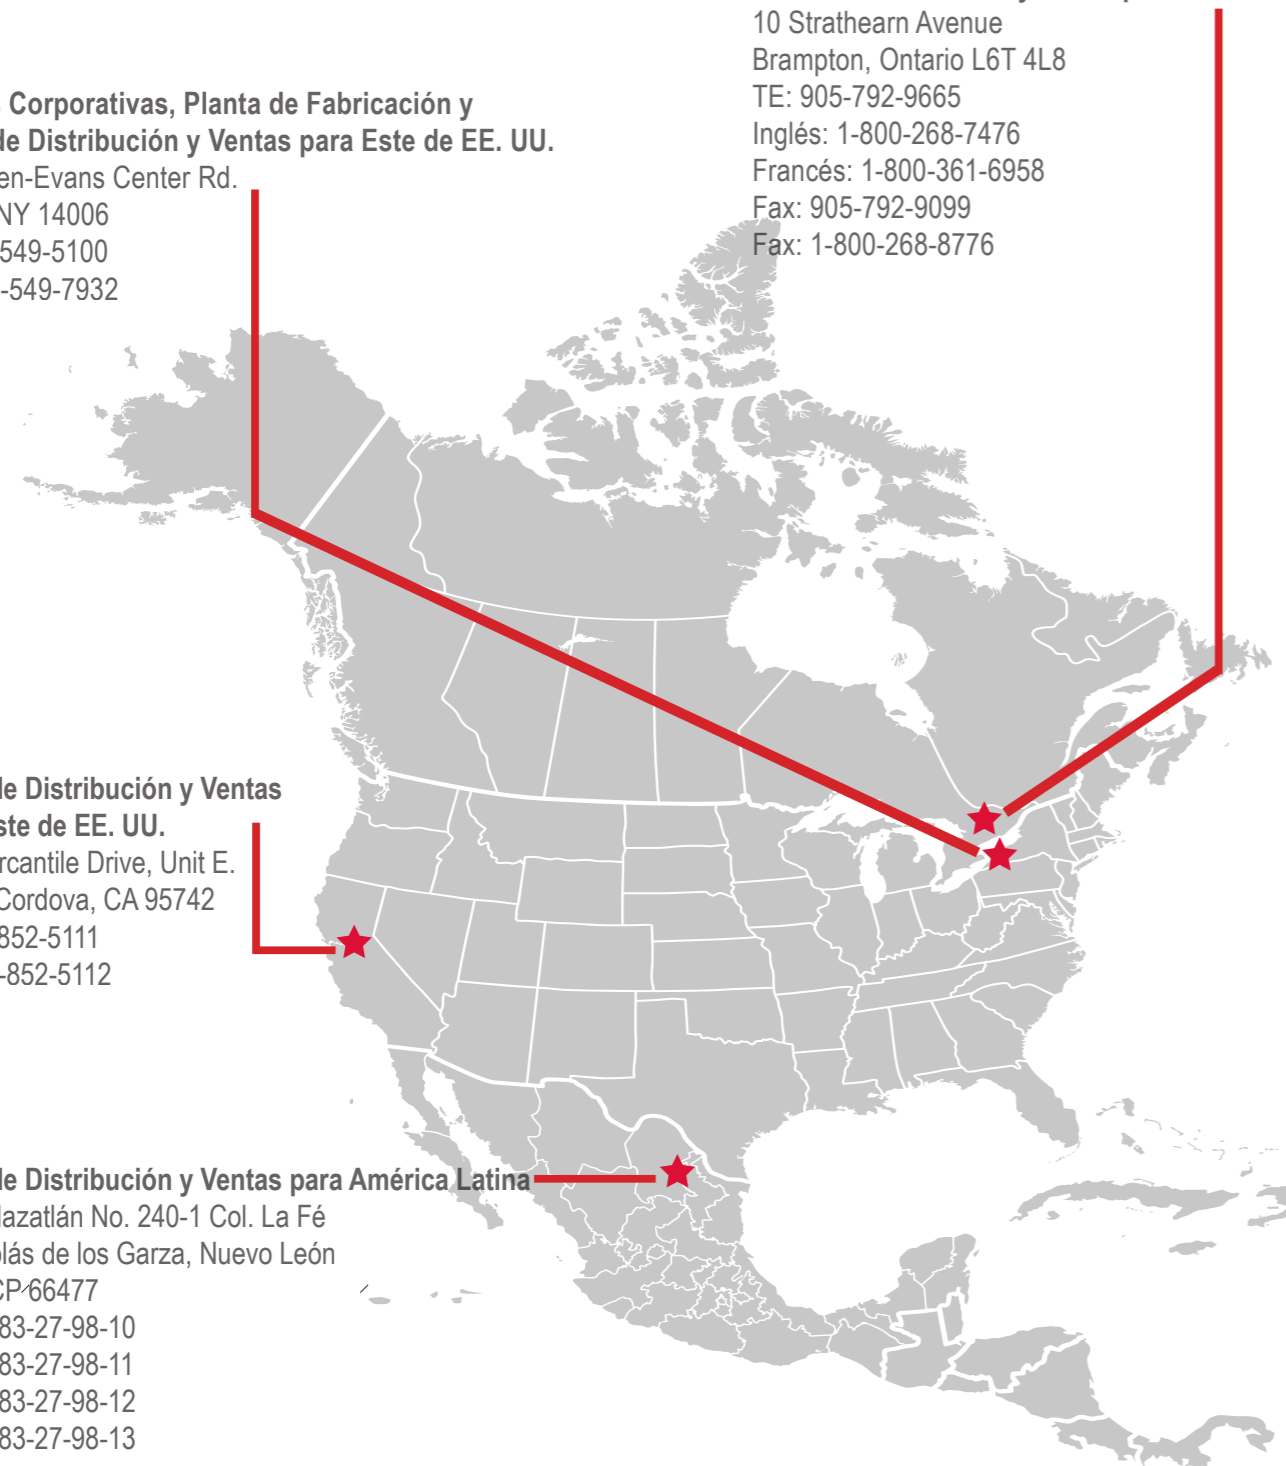 10 Strathearn Avenue
Brampton, Ontario L6T 4L8
TE: 905-792-9665
Inglés: 1-800-268-7476
Francés: 1-800-361-6958
Fax: 905-792-9099
Fax: 1-800-268-8776
Corporativas, Planta de Fabricación y
de Distribución y Ventas para Este de EE. UU.
en-Evans Center Rd.
NY 14006
549-5100
-549-7932
de Distribución y Ventas
ste de EE. UU.
rcantile Drive, Unit E.
Cordova, CA 95742
852-5111
-852-5112
de Distribución y Ventas para América Latina
lazatlán No. 240-1 Col. La Fé
lás de los Garza, Nuevo León
CP 66477
83-27-98-10
83-27-98-11
83-27-98-12
83-27-98-13